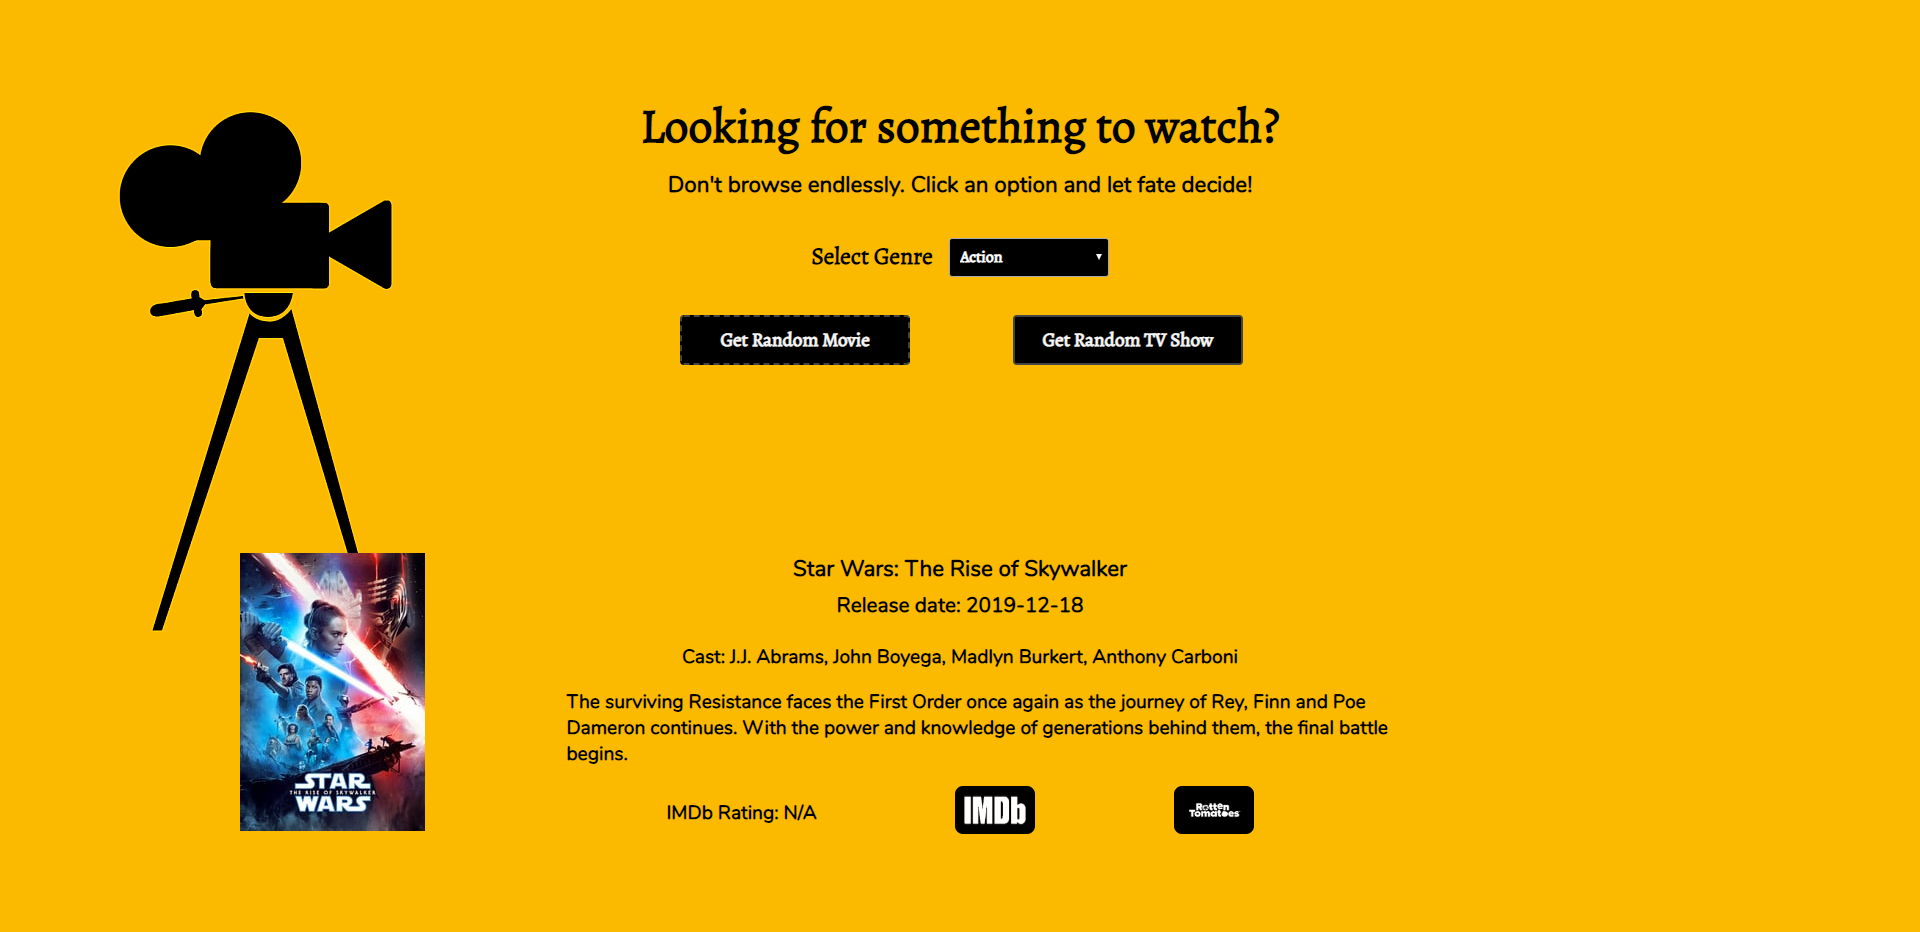 Looking for something to watch?
Don't browse endlessly. Click an option and let fate decide!
Select Genre
Action
Get Random Movie
Get Random TV Show
Star Wars: The Rise of Skywalker
Release date: 2019-12-18
Cast: J.J. Abrams, John Boyega, Madlyn Burkert, Anthony Carboni
The surviving Resistance faces the First Order once again as the journey of Rey, Finn and Poe
Dameron continues. With the power and knowledge of generations behind them, the final battle
begins.
STAR
THE RISE OF SKYWALKER
WARS
IMDb Rating: N/A
IMDb
Rotten
Tomatoes